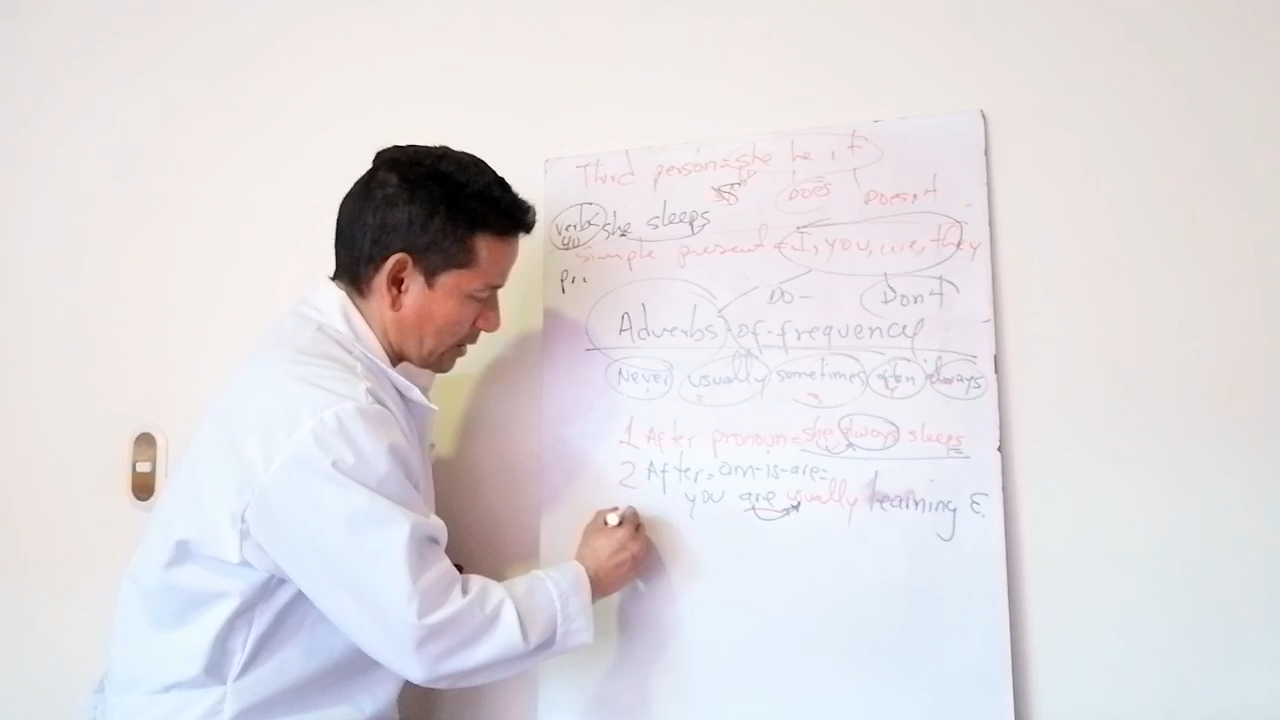 Third person=she he it
S Does Doesn't
verbs she sleeps
simple present = I, you, we, they
Do- Don't
Adverbs of-frequency
Never usually sometimes often always
1 After pronoun=she always sleeps
2 After-am-is-are=
you are usually learning E.